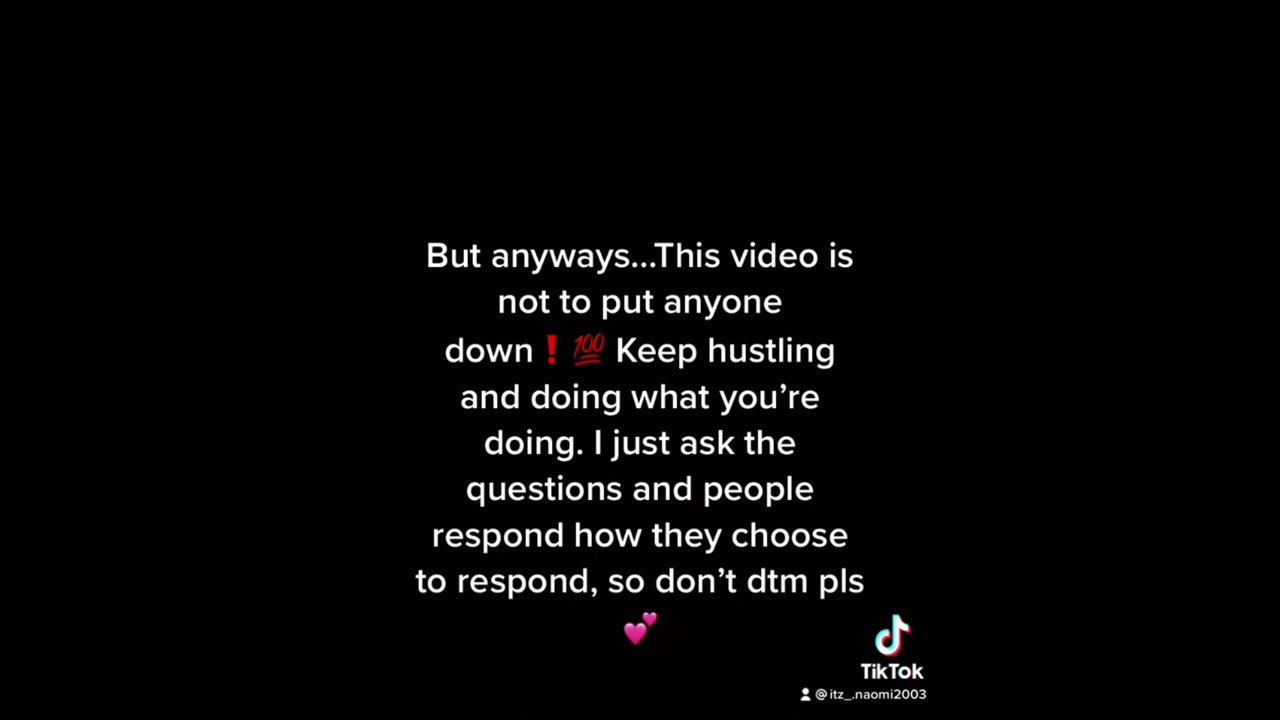 But anyways...This video is
not to put anyone
down❗💯 Keep hustling
and doing what you’re
doing. I just ask the
questions and people
respond how they choose
to respond, so don’t dtm pls
💕
TikTok
@itz_.naomi2003